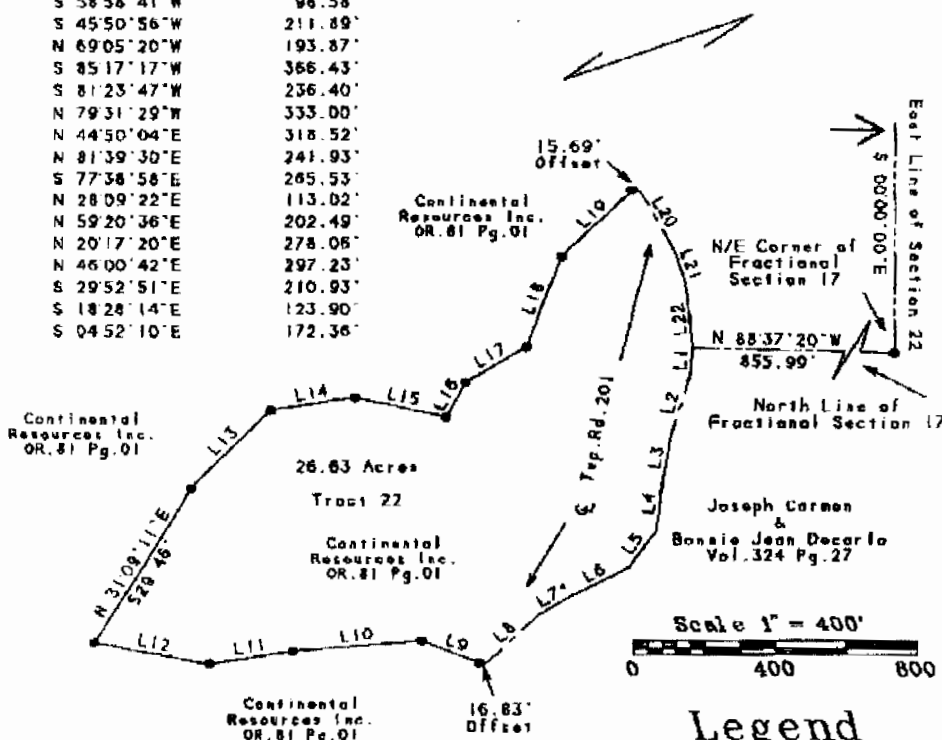 S 58°58'41"W 96.58'
S 45°50'56"W 211.89'
N 69°05'20"W 193.87'
S 85°17'17"W 366.43'
S 81°23'47"W 236.40'
N 79°31'29"W 333.00'
N 44°50'04"E 318.52'
N 81°39'30"E 241.93'
S 77°38'58"E 265.53'
N 28°09'22"E 113.02'
N 59°20'36"E 202.49'
N 20°17'20"E 278.06'
N 46°00'42"E 297.23'
S 29°52'51"E 210.93'
S 18°28'14"E 123.90'
S 04°52'10"E 172.36'
15.69'
Offset
East Line of Section 22
S 00°00'00"E
Continental
Resources Inc.
OR.81 Pg.01
N/E Corner of
Fractional
Section 17
L19
L20
L21
L18
L22
N 88°37'20"W
855.99'
L17
L1
L16
L2
North Line of
Fractional Section 17
L14
L15
Continental
Resources Inc.
OR.81 Pg.01
L13
Twp.Rd.201
L3
26.63 Acres
Tract 22
L4
Joseph Carmen
&
Bonnie Jean Decarlo
Vol.324 Pg.27
Continental
Resources Inc.
OR.81 Pg.01
L5
L6
N 31°09'11"E
529.46'
L7
L8
L12
L11
L10
L9
Scale 1" = 400'
0 400 800
Continental
Resources Inc.
OR.81 Pg.01
16.83'
Offset
Legend